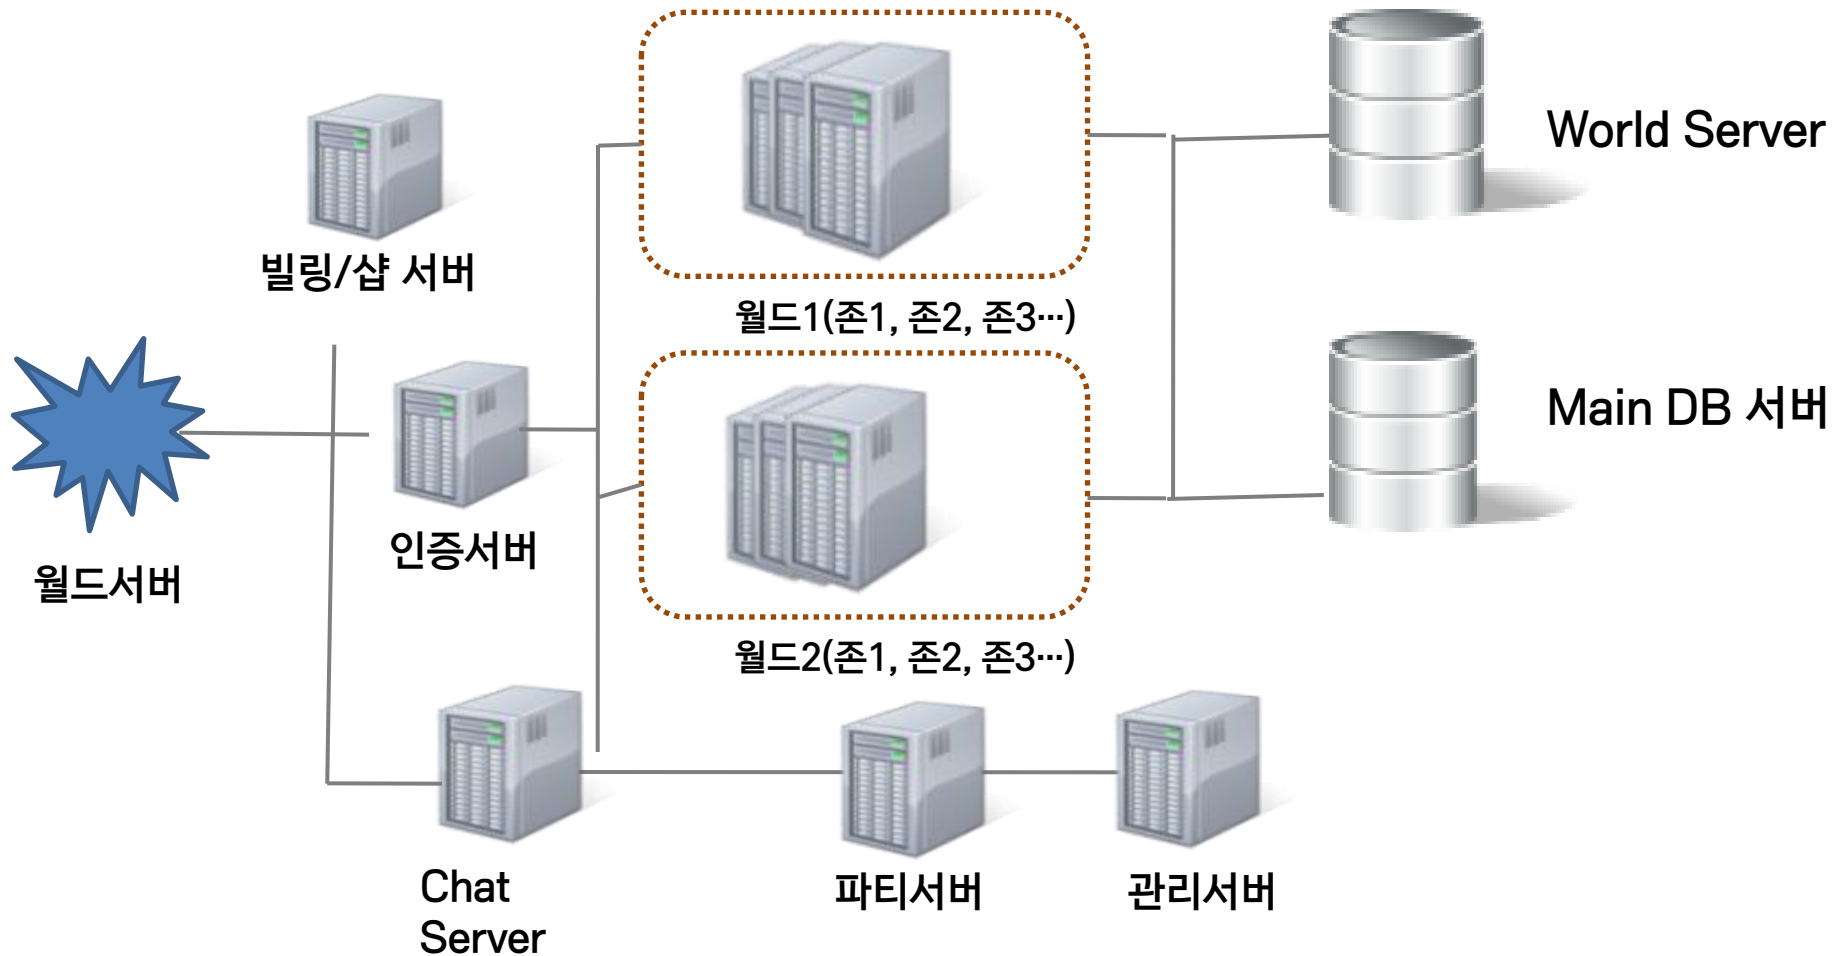 World Server
빌링/샵 서버
월드1(존1, 존2, 존3…)
Main DB 서버
인증서버
월드서버
월드2(존1, 존2, 존3…)
Chat
Server
파티서버
관리서버